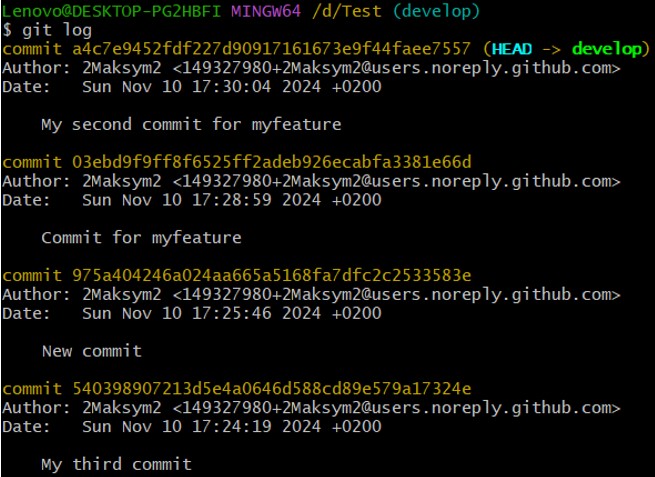 Lenovo@DESKTOP-PG2HBFI MINGW64 /d/Test (develop)
$ git log
commit a4c7e9452fdf227d90917161673e9f44faee7557 (HEAD -> develop)
Author: 2Maksym2 <149327980+2Maksym2@users.noreply.github.com>
Date:   Sun Nov 10 17:30:04 2024 +0200

    My second commit for myfeature

commit 03ebd9f9ff8f6525ff2adeb926ecabfa3381e66d
Author: 2Maksym2 <149327980+2Maksym2@users.noreply.github.com>
Date:   Sun Nov 10 17:28:59 2024 +0200

    Commit for myfeature

commit 975a404246a024aa665a5168fa7dfc2c2533583e
Author: 2Maksym2 <149327980+2Maksym2@users.noreply.github.com>
Date:   Sun Nov 10 17:25:46 2024 +0200

    New commit

commit 540398907213d5e4a0646d588cd89e579a17324e
Author: 2Maksym2 <149327980+2Maksym2@users.noreply.github.com>
Date:   Sun Nov 10 17:24:19 2024 +0200

    My third commit